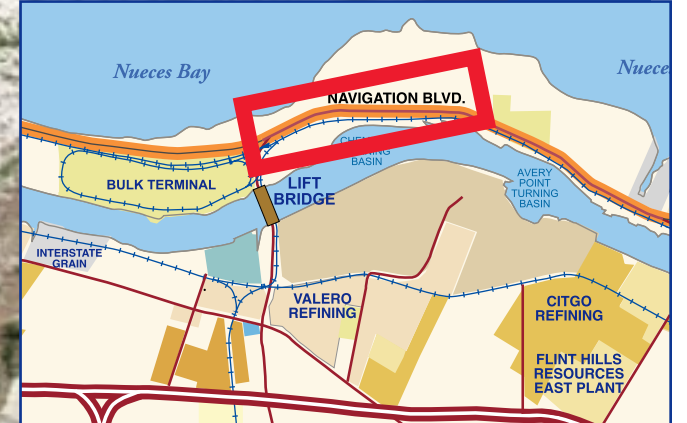 Nueces Bay
Nuece
NAVIGATION BLVD.
BASIN
AVERY
POINT
TURNING
BASIN
BULK TERMINAL
LIFT
BRIDGE
INTERSTATE
GRAIN
VALERO
REFINING
CITGO
REFINING
FLINT HILLS
RESOURCES
EAST PLANT